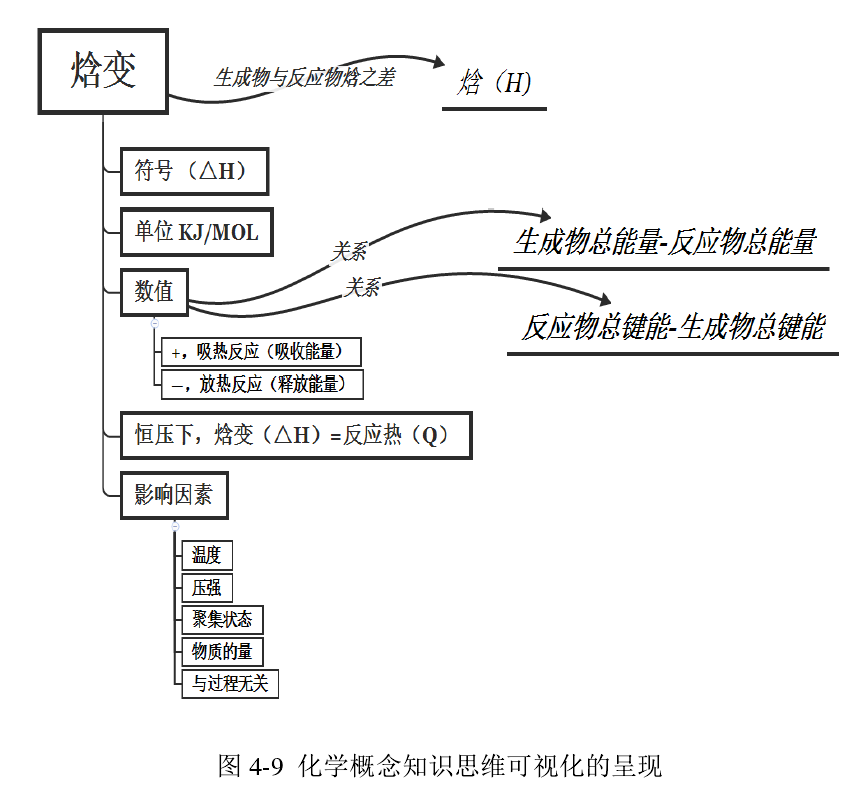 焓变
生成物与反应物焓之差
焓（H)
符号（△H）
单位 KJ/MOL
数值
关系
生成物总能量-反应物总能量
关系
反应物总键能-生成物总键能
+，吸热反应（吸收能量）
–，放热反应（释放能量）
恒压下，焓变（△H）=反应热（Q）
影响因素
温度
压强
聚集状态
物质的量
与过程无关
图 4-9 化学概念知识思维可视化的呈现